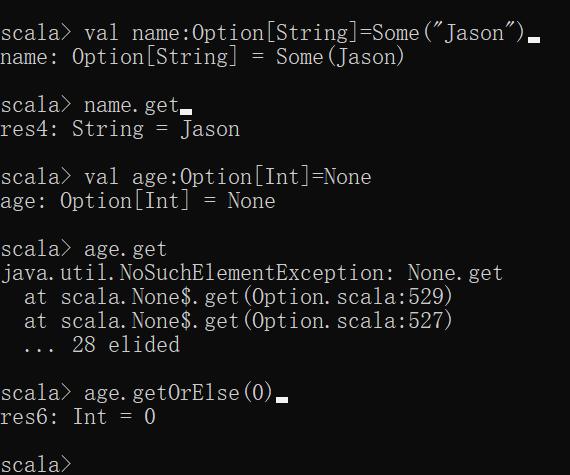 scala> val name:Option[String]=Some("Jason")
name: Option[String] = Some(Jason)
scala> name.get
res4: String = Jason
scala> val age:Option[Int]=None
age: Option[Int] = None
scala> age.get
java.util.NoSuchElementException: None.get
  at scala.None$.get(Option.scala:529)
  at scala.None$.get(Option.scala:527)
  ... 28 elided
scala> age.getOrElse(0)
res6: Int = 0
scala>